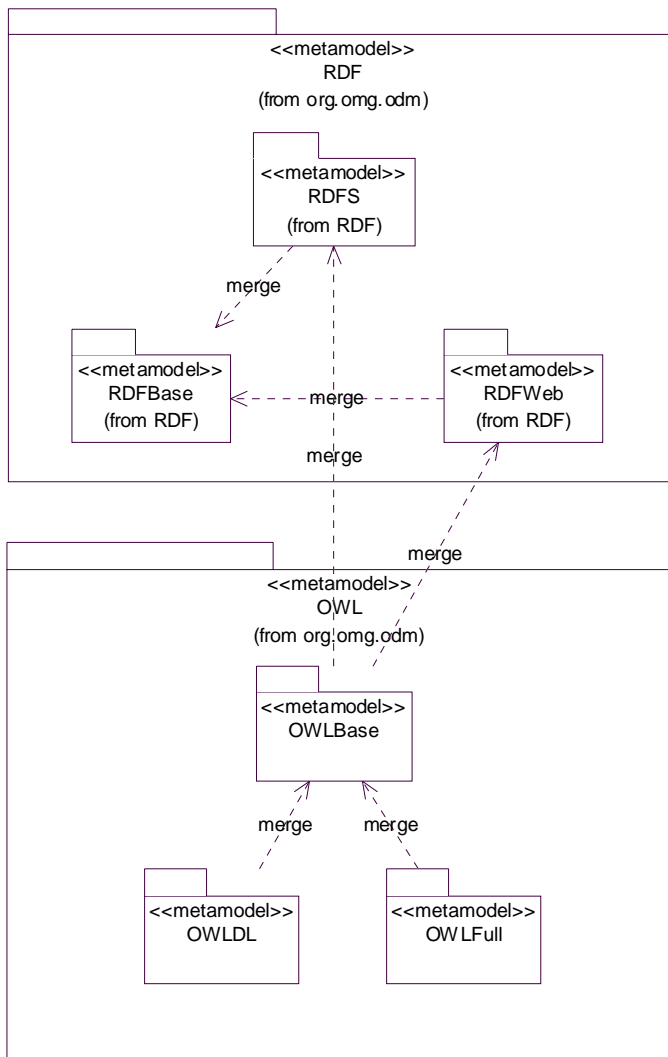 <<metamodel>>
RDF
(from org.omg.odm)
<<metamodel>>
RDFS
(from RDF)
merge
<<metamodel>>
RDFBase
(from RDF)
merge
<<metamodel>>
RDFWeb
(from RDF)
merge
merge
<<metamodel>>
OWL
(from org.omg.odm)
<<metamodel>>
OWLBase
merge
merge
<<metamodel>>
OWLDL
<<metamodel>>
OWLFull